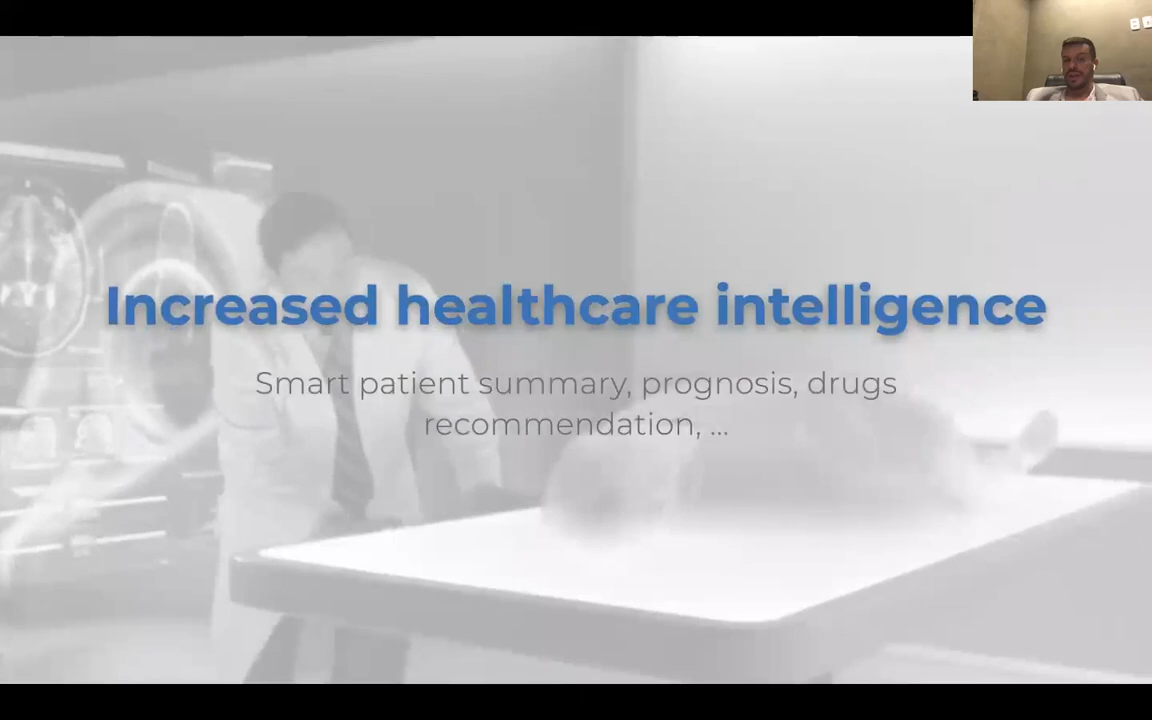 Increased healthcare intelligence
Smart patient summary, prognosis, drugs
recommendation, ...